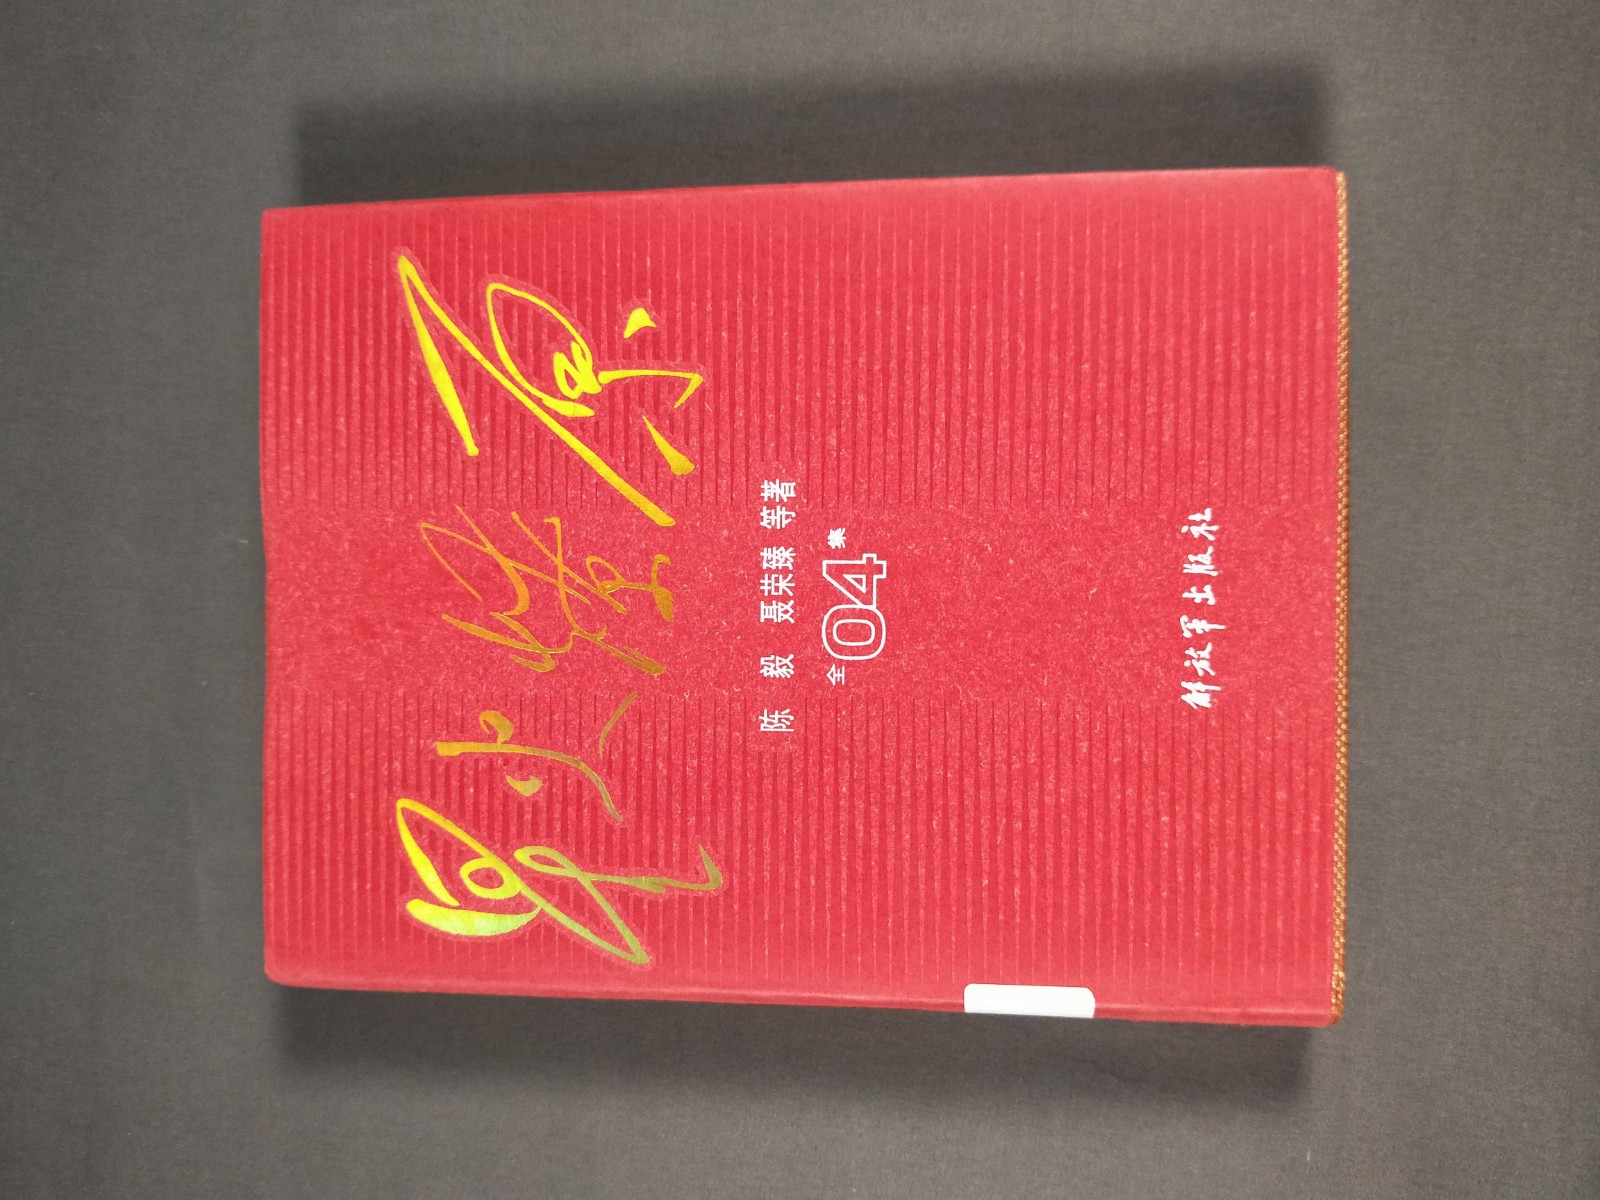 星火燎原
陈 毅 聂荣臻 等著
全04集
解放军出版社